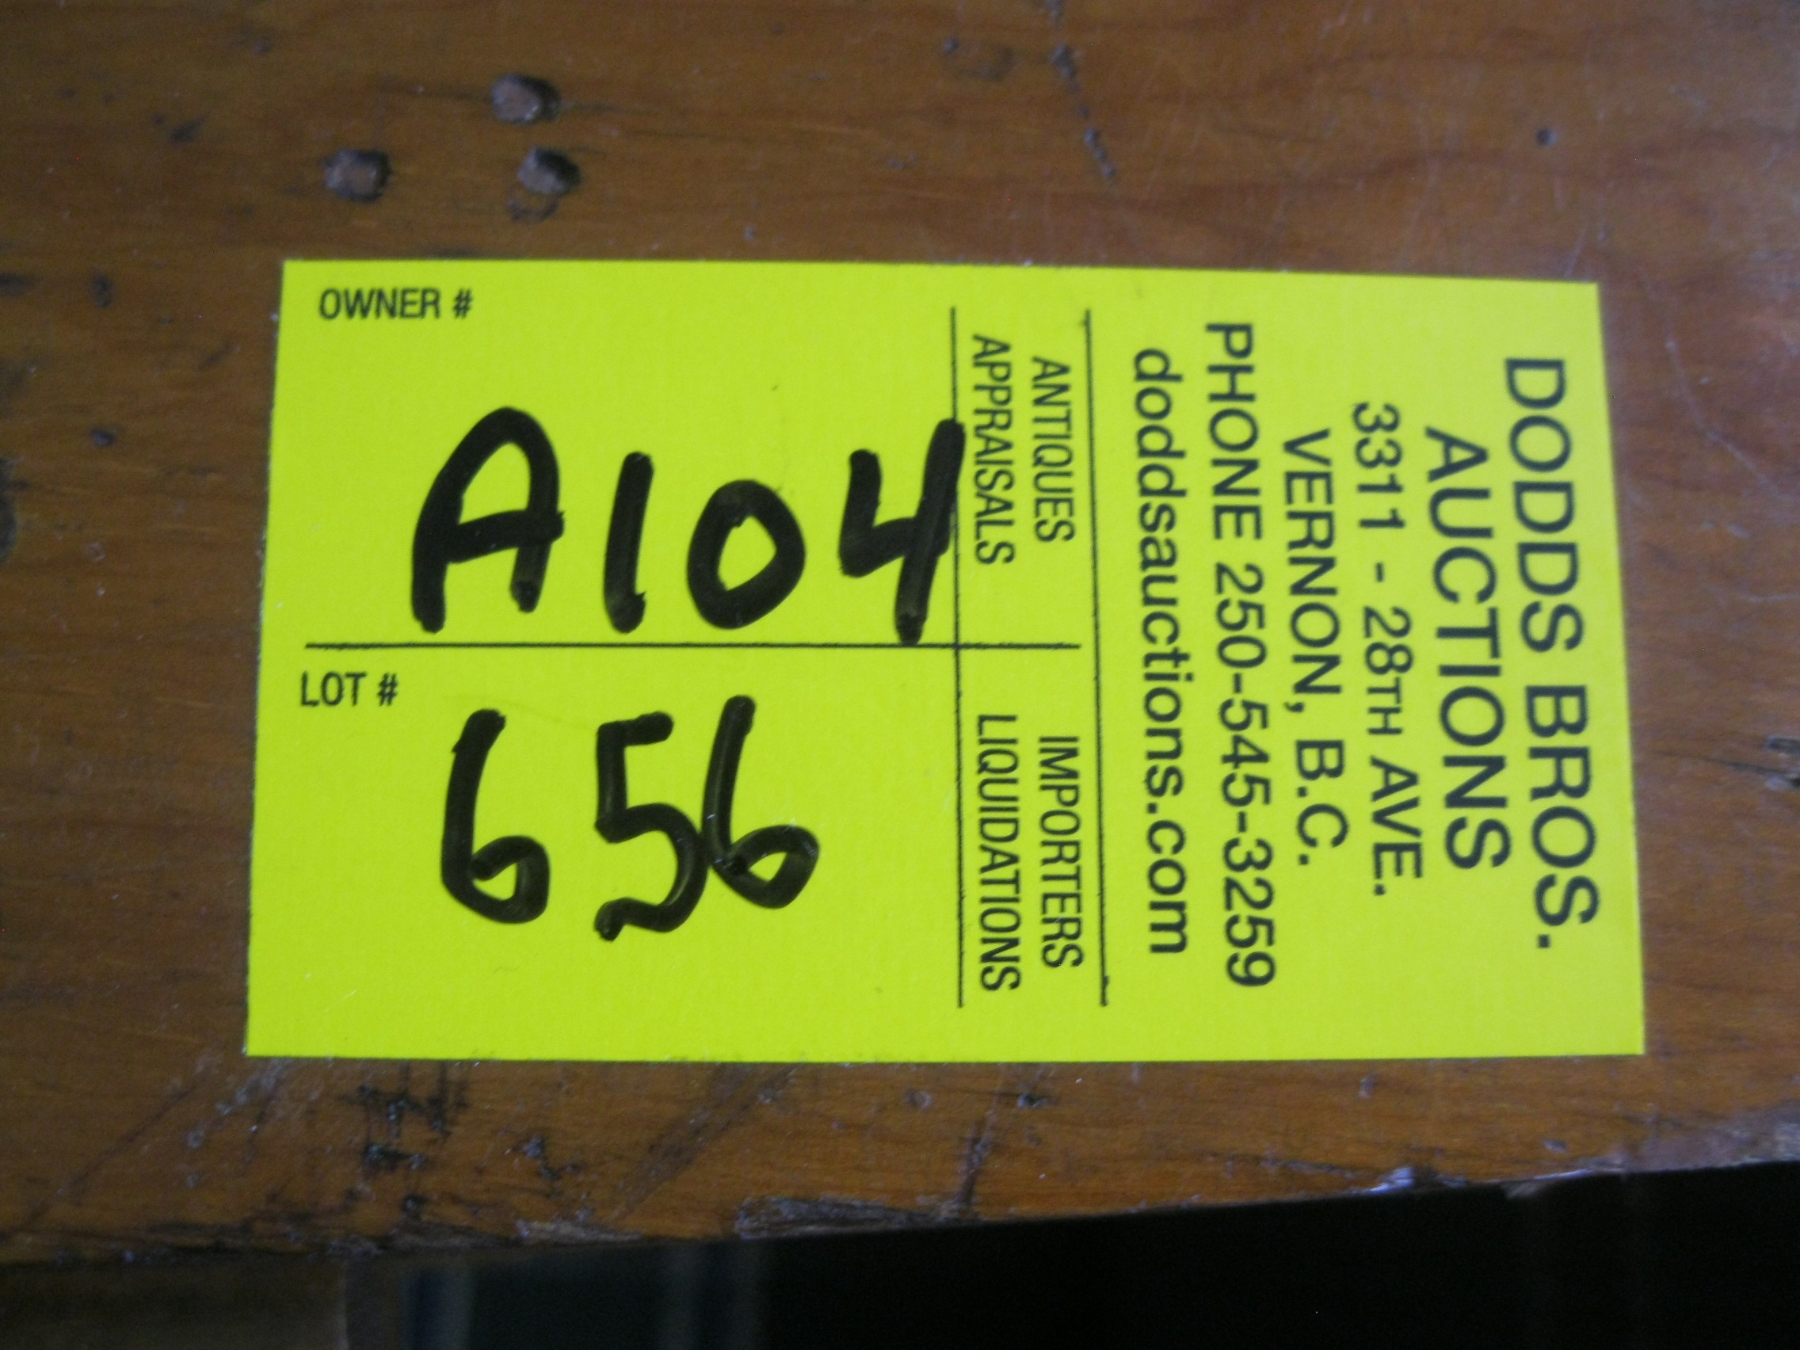 DODDS BROS.
AUCTIONS
3311 - 28TH AVE.
VERNON, B.C.
PHONE 250-545-3259
doddsauctions.com
ANTIQUES IMPORTERS
APPRAISALS LIQUIDATIONS
OWNER #
A104
LOT #
656